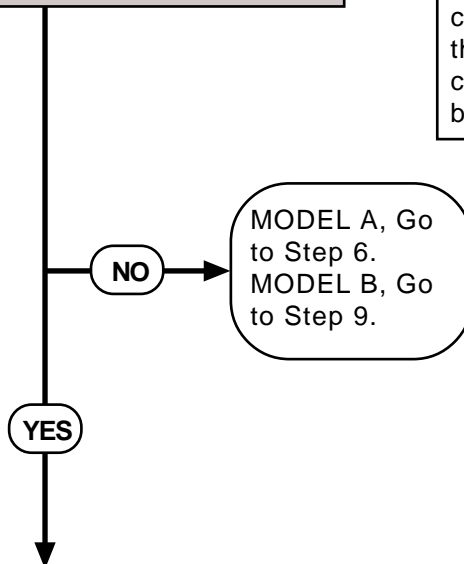 NO
MODEL A, Go
to Step 6.
MODEL B, Go
to Step 9.
YES